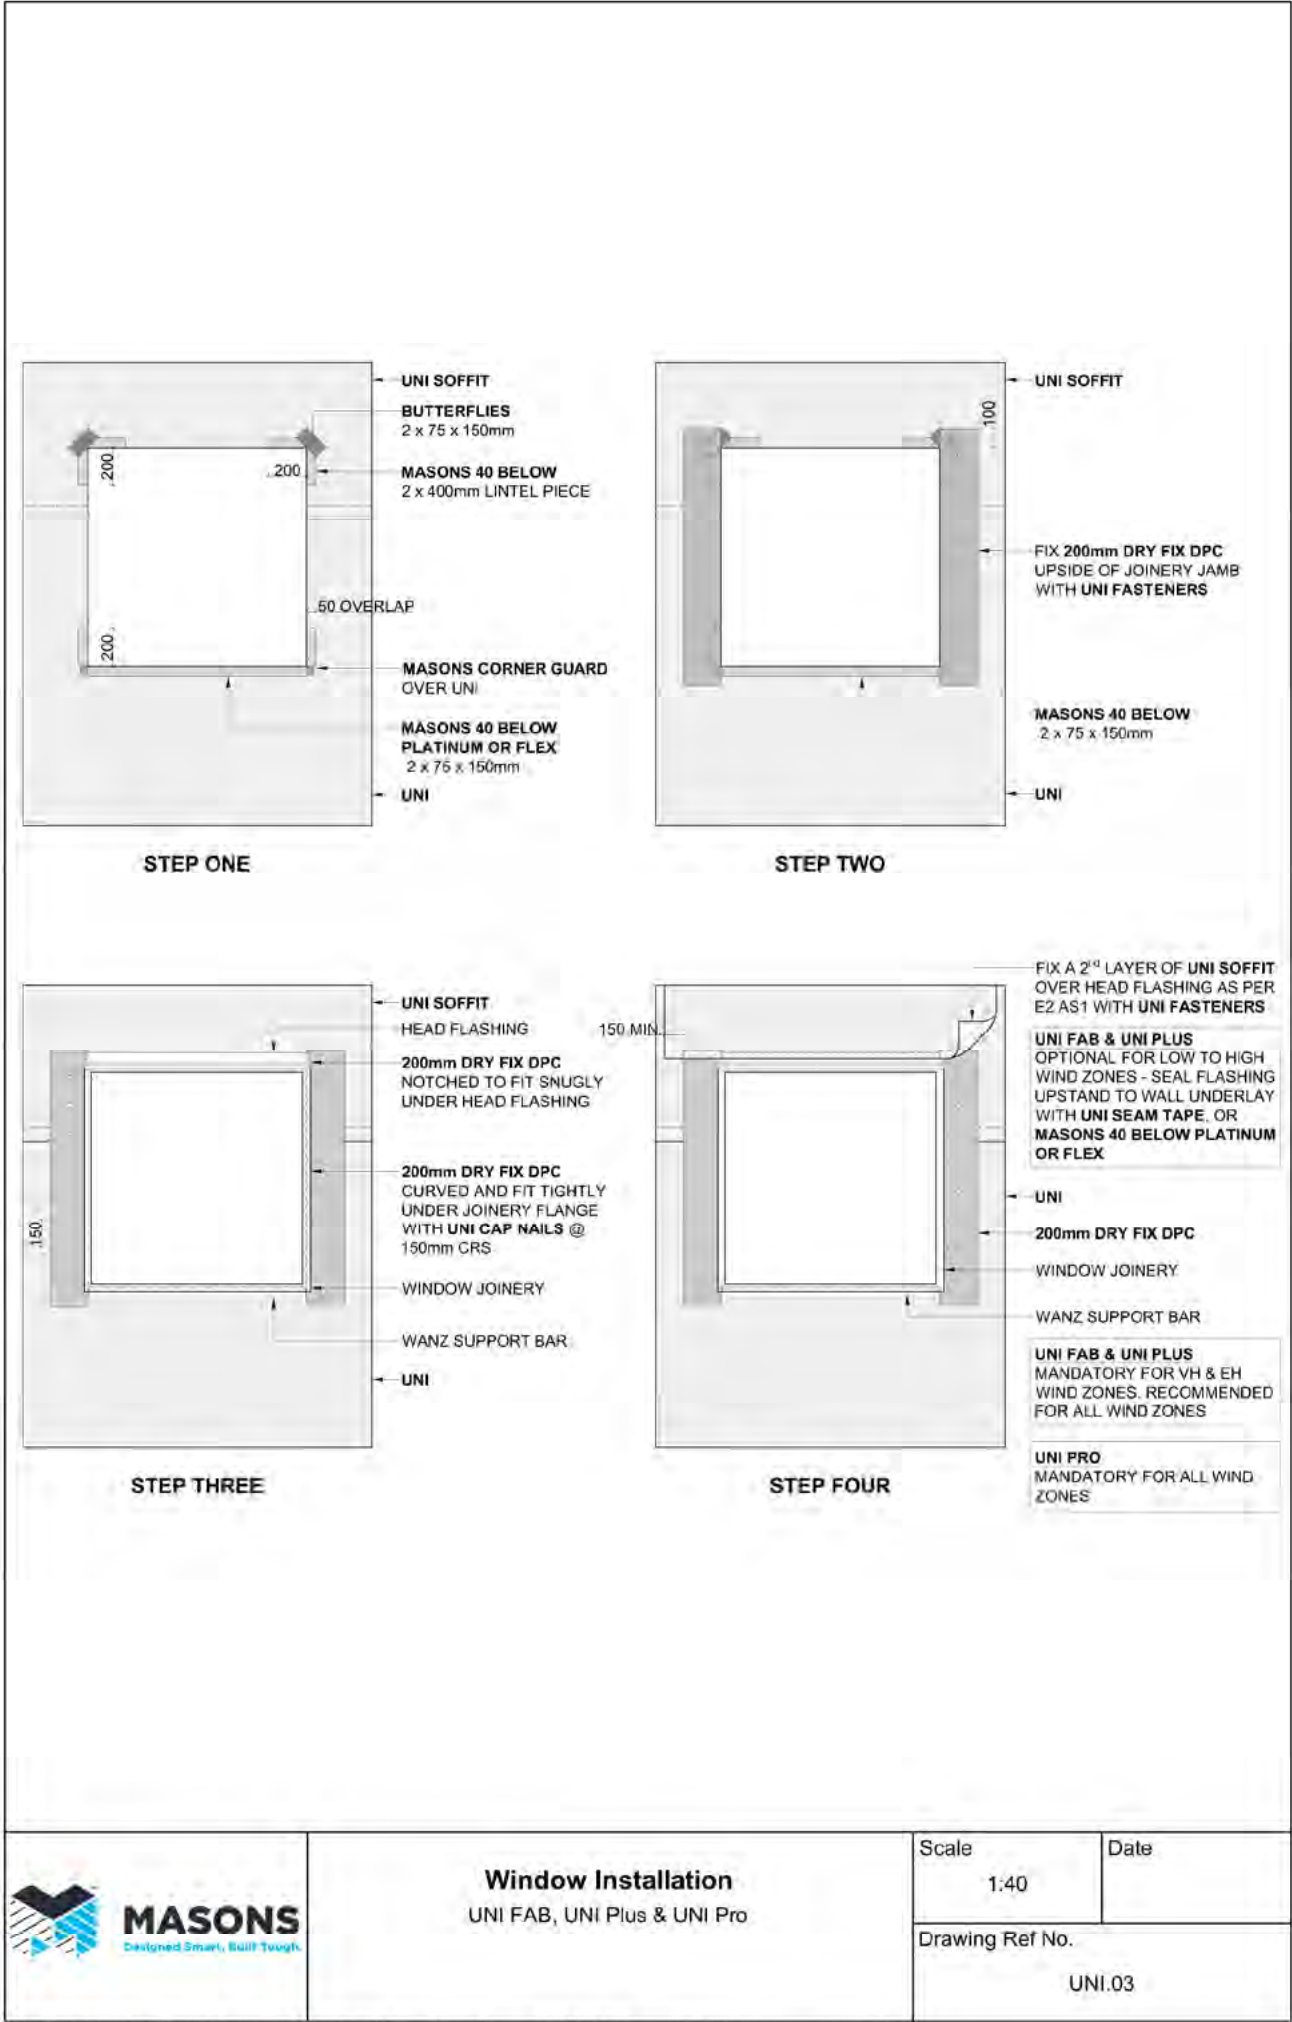 UNI SOFFIT
BUTTERFLIES
2 x 75 x 150mm
200
200
MASONS 40 BELOW
2 x 400mm LINTEL PIECE
50 OVERLAP
200
MASONS CORNER GUARD
OVER UNI
MASONS 40 BELOW
PLATINUM OR FLEX
2 x 75 x 150mm
UNI
STEP ONE
UNI SOFFIT
100
FIX 200mm DRY FIX DPC
UPSIDE OF JOINERY JAMB
WITH UNI FASTENERS
MASONS 40 BELOW
2 x 75 x 150mm
UNI
STEP TWO
UNI SOFFIT
HEAD FLASHING
200mm DRY FIX DPC
NOTCHED TO FIT SNUGLY
UNDER HEAD FLASHING
200mm DRY FIX DPC
CURVED AND FIT TIGHTLY
UNDER JOINERY FLANGE
WITH UNI CAP NAILS @
150mm CRS
150
WINDOW JOINERY
WANZ SUPPORT BAR
UNI
STEP THREE
FIX A 2nd LAYER OF UNI SOFFIT
OVER HEAD FLASHING AS PER
E2 AS1 WITH UNI FASTENERS
150 MIN.
UNI FAB & UNI PLUS
OPTIONAL FOR LOW TO HIGH
WIND ZONES - SEAL FLASHING
UPSTAND TO WALL UNDERLAY
WITH UNI SEAM TAPE, OR
MASONS 40 BELOW PLATINUM
OR FLEX
UNI
200mm DRY FIX DPC
WINDOW JOINERY
WANZ SUPPORT BAR
UNI FAB & UNI PLUS
MANDATORY FOR VH & EH
WIND ZONES. RECOMMENDED
FOR ALL WIND ZONES
UNI PRO
MANDATORY FOR ALL WIND
ZONES
STEP FOUR
MASONS
Designed Smart, Built Tough.
Window Installation
UNI FAB, UNI Plus & UNI Pro
Scale
1:40
Date
Drawing Ref No.
UNI.03